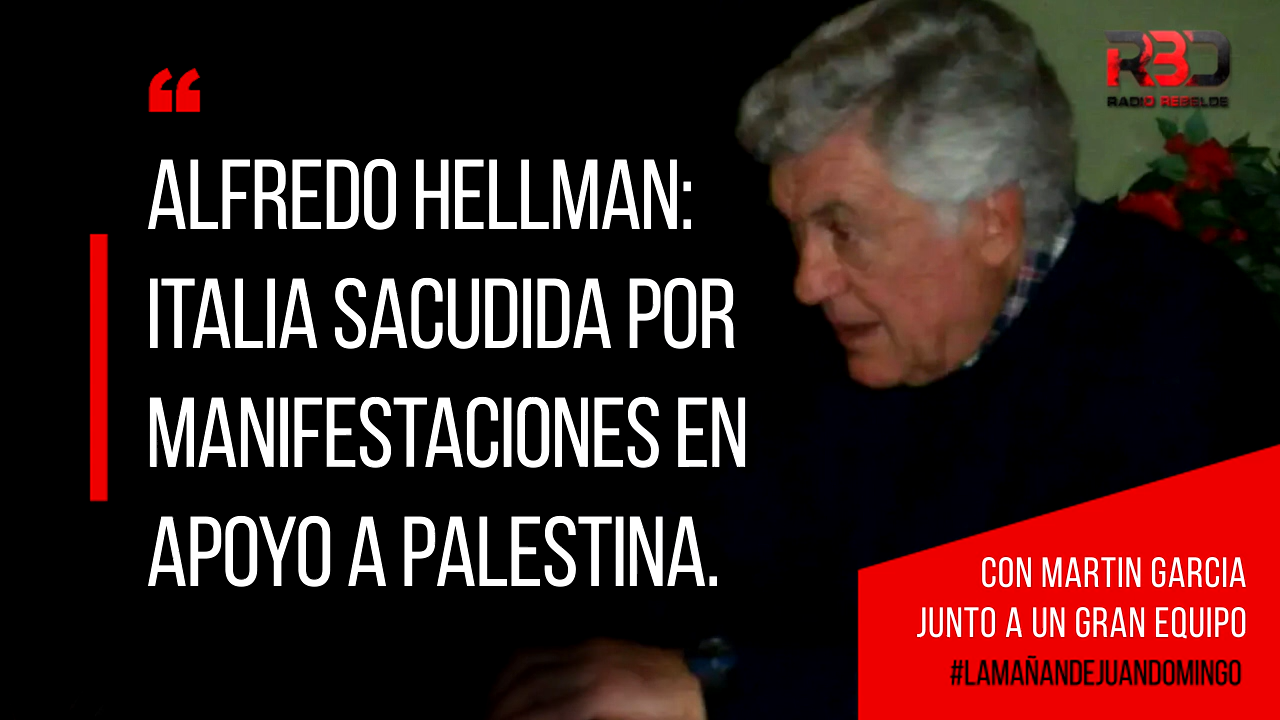 RBD
RADIO REBELDE
“
ALFREDO HELLMAN:
ITALIA SACUDIDA POR
MANIFESTACIONES EN
APOYO A PALESTINA.
CON MARTIN GARCIA
JUNTO A UN GRAN EQUIPO
#LAMAÑANDEJUANDOMINGO